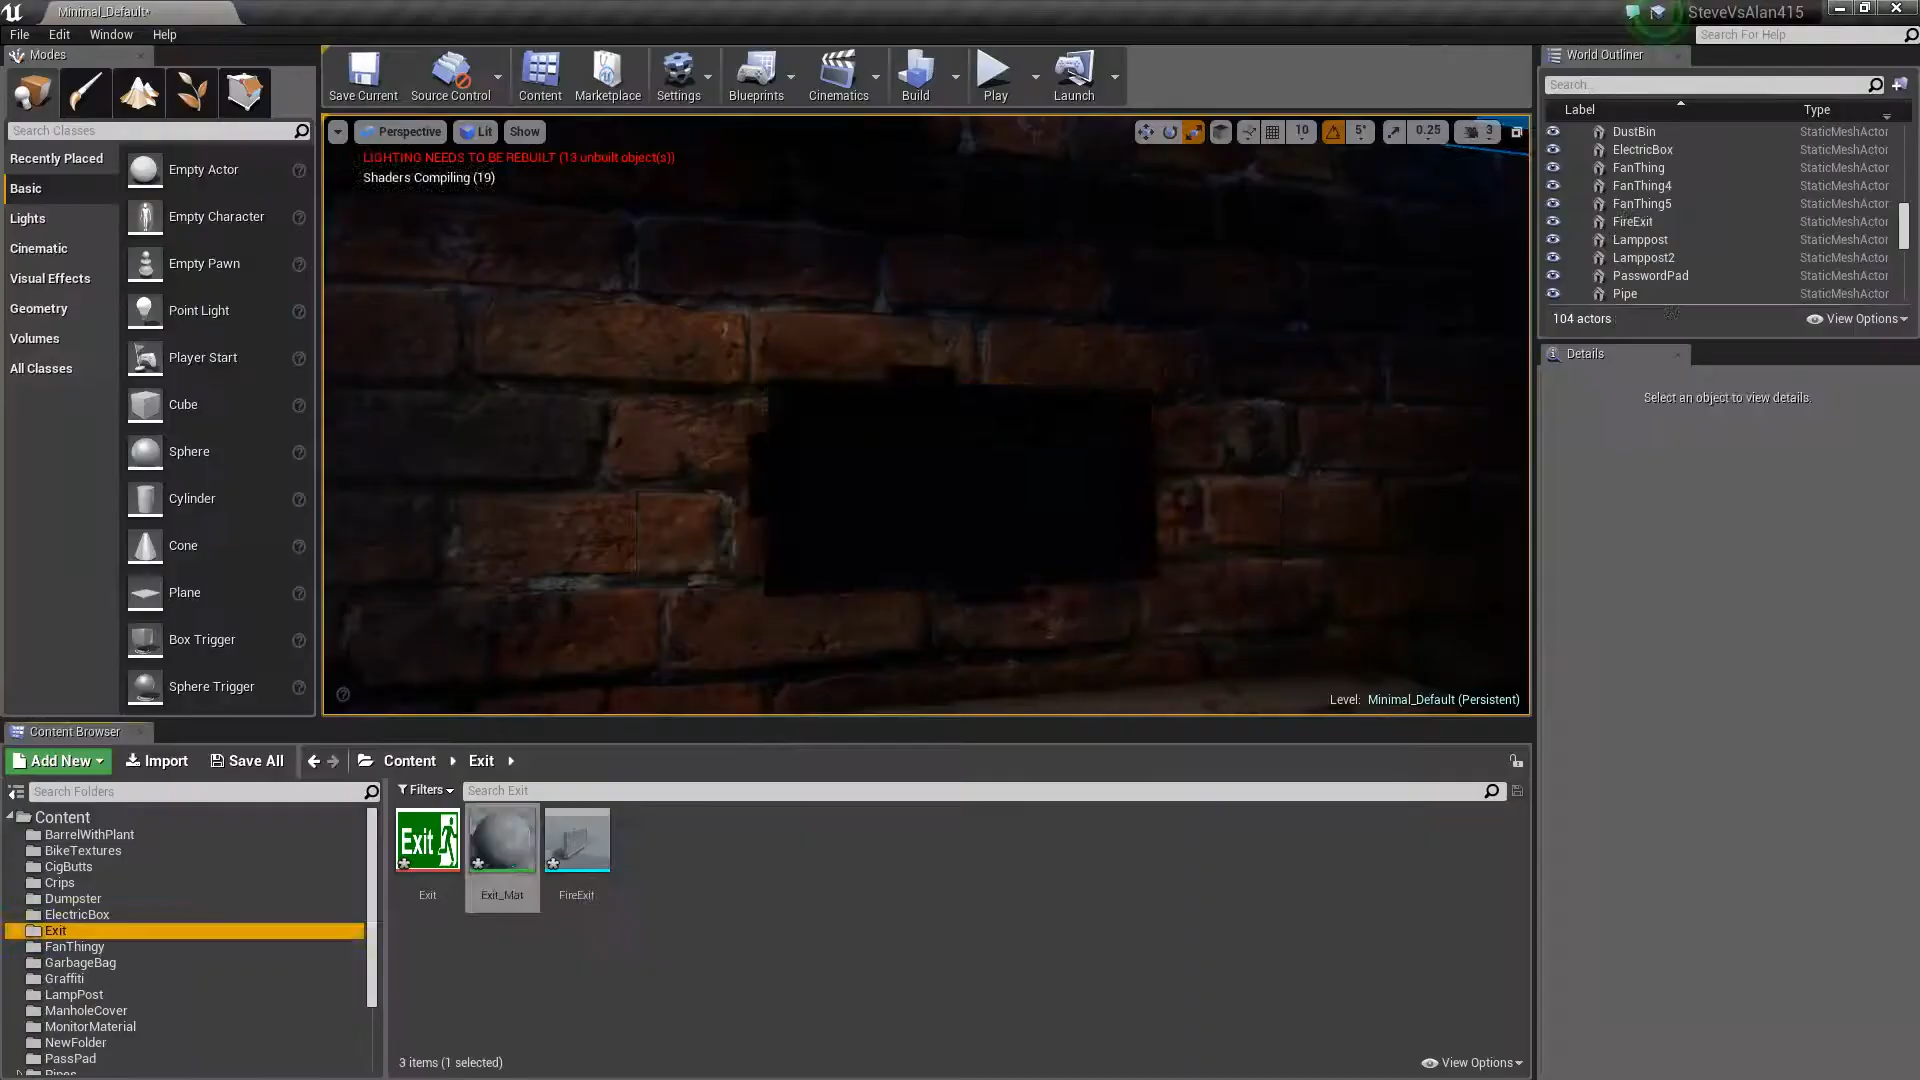 Minimal_Default*
SteveVsAlan415
File Edit Window Help
Search For Help
Modes
Save Current
Source Control
Content
Marketplace
Settings
Blueprints
Cinematics
Build
Play
Launch
Search Classes
Recently Placed
Basic
Lights
Cinematic
Visual Effects
Geometry
Volumes
All Classes
Empty Actor
Empty Character
Empty Pawn
Point Light
Player Start
Cube
Sphere
Cylinder
Cone
Plane
Box Trigger
Sphere Trigger
Perspective Lit Show
10 5° 0.25 3
LIGHTING NEEDS TO BE REBUILT (13 unbuilt object(s))
Shaders Compiling (19)
Level: Minimal_Default (Persistent)
World Outliner
Search...
Label Type
DustBin StaticMeshActor
ElectricBox StaticMeshActor
FanThing StaticMeshActor
FanThing4 StaticMeshActor
FanThing5 StaticMeshActor
FireExit StaticMeshActor
Lamppost StaticMeshActor
Lamppost2 StaticMeshActor
PasswordPad StaticMeshActor
Pipe StaticMeshActor
104 actors View Options
Details
Select an object to view details.
Content Browser
Add New Import Save All Content Exit
Search Folders
Filters Search Exit
Content
BarrelWithPlant
BikeTextures
CigButts
Crips
Dumpster
ElectricBox
Exit
FanThingy
GarbageBag
Graffiti
LampPost
ManholeCover
MonitorMaterial
NewFolder
PassPad
Pipes
Exit
Exit Exit_Mat FireExit
3 items (1 selected) View Options